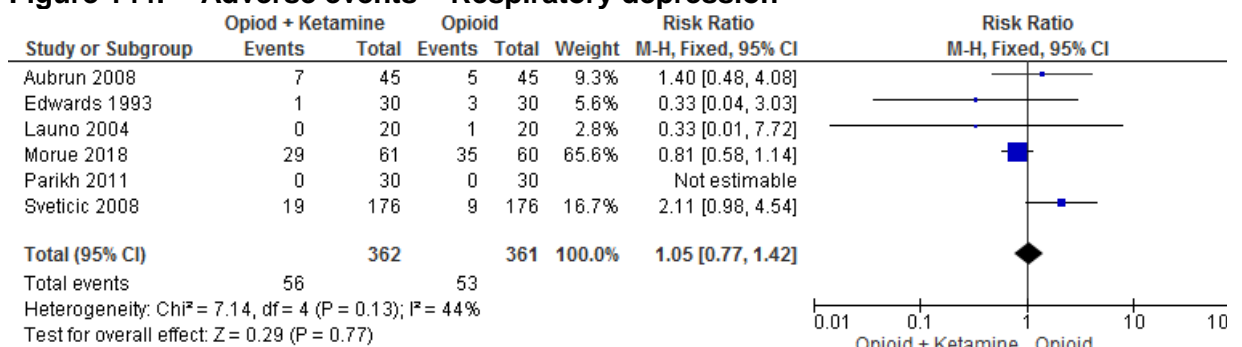 Opiod + Ketamine Opioid Risk Ratio Risk Ratio
Study or Subgroup Events Total Events Total Weight M-H, Fixed, 95% CI M-H, Fixed, 95% CI
Aubrun 2008 7 45 5 45 9.3% 1.40 [0.48, 4.08]
Edwards 1993 1 30 3 30 5.6% 0.33 [0.04, 3.03]
Launo 2004 0 20 1 20 2.8% 0.33 [0.01, 7.72]
Morue 2018 29 61 35 60 65.6% 0.81 [0.58, 1.14]
Parikh 2011 0 30 0 30 Not estimable
Sveticic 2008 19 176 9 176 16.7% 2.11 [0.98, 4.54]
Total (95% CI) 362 361 100.0% 1.05 [0.77, 1.42]
Total events 56 53
Heterogeneity: Chi² = 7.14, df = 4 (P = 0.13); I² = 44%
Test for overall effect: Z = 0.29 (P = 0.77)
0.01 0.1 1 10 10
Opioid + Ketamine Opioid